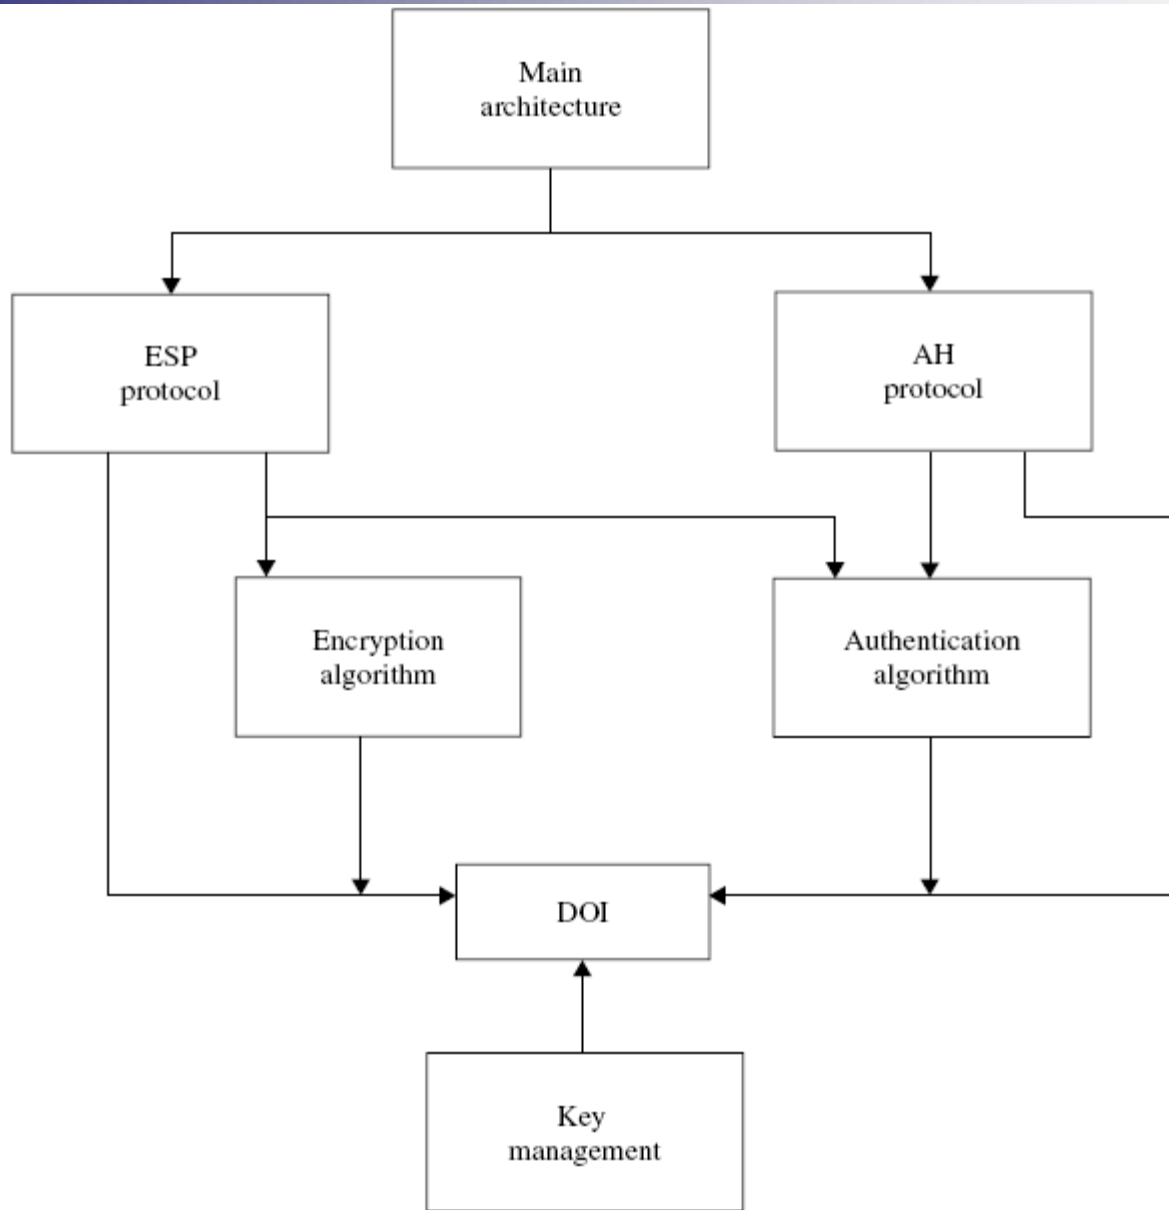 Main
architecture
ESP
protocol
AH
protocol
Encryption
algorithm
Authentication
algorithm
DOI
Key
management